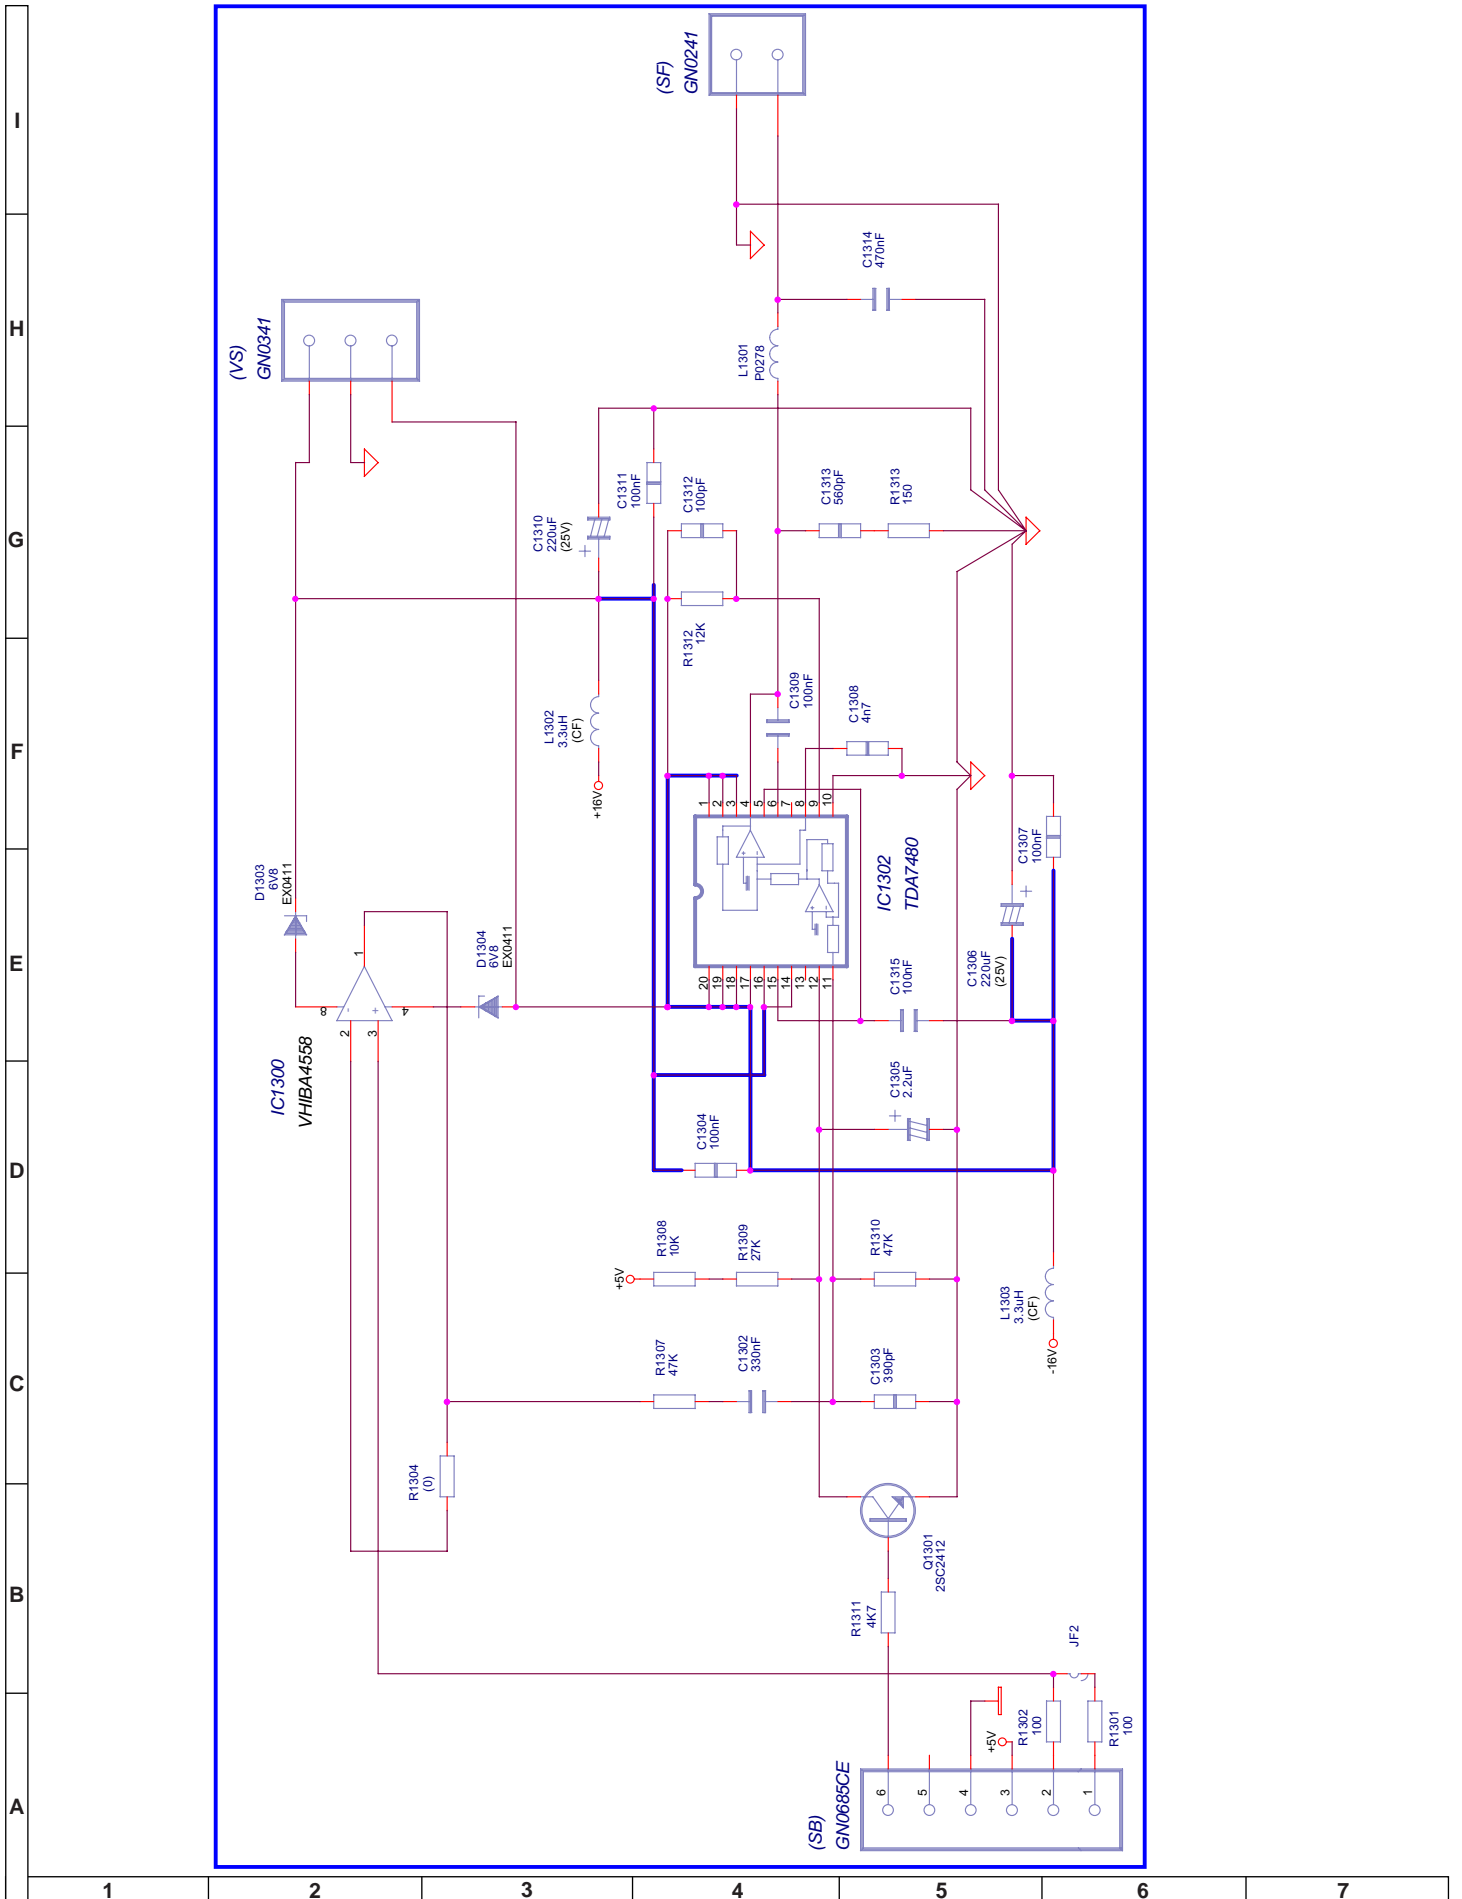 I
H
G
F
E
D
C
B
A
1
2
3
4
5
6
7
(SF)
GN0241
(VS)
GN0341
C1314
470nF
L1301
P0278
C1311
100nF
C1312
100pF
C1310
220uF
(25V)
+
C1313
560pF
R1313
150
R1312
12K
L1302
3.3uH
(CF)
+16V
C1309
100nF
C1308
4n7
D1303
6V8
EX0411
1
2
3
4
5
6
7
8
9
10
IC1302
TDA7480
20
19
18
17
16
15
14
13
12
11
C1307
100nF
C1306
220uF
(25V)
+
C1315
100nF
D1304
6V8
EX0411
IC1300
VHIBA4558
8
1
4
2
3
-
+
C1305
2.2uF
+
C1304
100nF
R1308
10K
R1309
27K
R1310
47K
+5V
L1303
3.3uH
(CF)
-16V
R1307
47K
C1302
330nF
C1303
390pF
R1304
(0)
Q1301
2SC2412
R1311
4K7
JF2
R1302
100
R1301
100
+5V
(SB)
GN0685CE
6
5
4
3
2
1